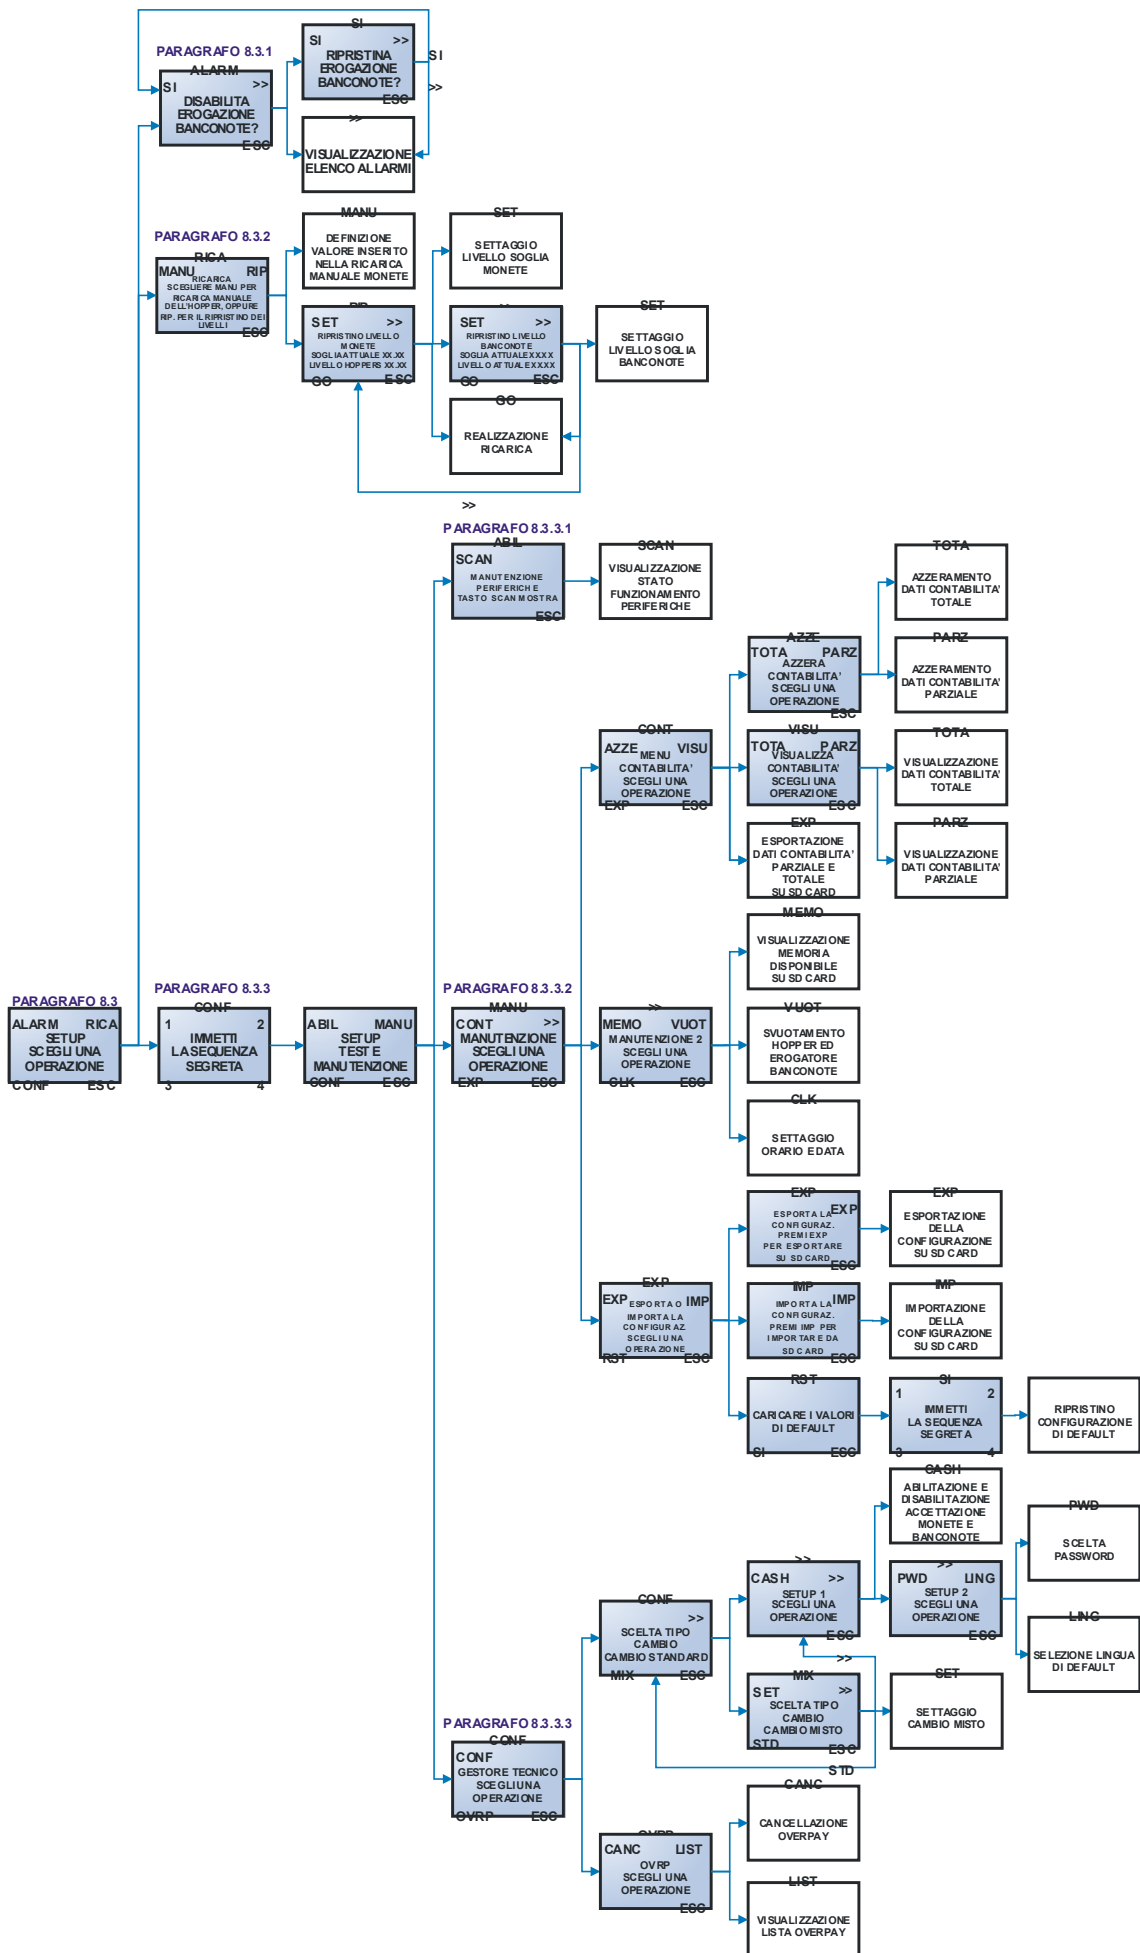 SI
SI >>
RIPRISTINA
EROGAZIONE
BANCONOTE?
ESC
SI
>>
PARAGRAFO 8.3.1
ALARM
SI >>
DISABILITA
EROGAZIONE
BANCONOTE?
ESC
>>
VISUALIZZAZIONE
ELENCO ALLARMI
PARAGRAFO 8.3.2
RICA
MANU RIP
RICARICA
SCEGLIERE MANU PER
RICARICA MANUALE
DELL'HOPPER, OPPURE
RIP. PER IL RIPRISTINO DEI
LIVELLI
ESC
MANU
DEFINIZIONE
VALORE INSERITO
NELLA RICARICA
MANUALE MONETE
SET
SETTAGGIO
LIVELLO SOGLIA
MONETE
RIP
SET >>
RIPRISTINO LIVELLO
MONETE
SOGLIA ATTUALE XX.XX
LIVELLO HOPPERS XX.XX
GO ESC
>>
SET >>
RIPRISTINO LIVELLO
BANCONOTE
SOGLIA ATTUALE XXXX
LIVELLO ATTUALE XXXX
GO ESC
SET
SETTAGGIO
LIVELLO SOGLIA
BANCONOTE
GO
REALIZZAZIONE
RICARICA
>>
PARAGRAFO 8.3.3.1
ABIL
SCAN
MANUTENZIONE
PERIFERICHE
TASTO SCAN MOSTRA
ESC
SCAN
VISUALIZZAZIONE
STATO
FUNZIONAMENTO
PERIFERICHE
TOTA
AZZERAMENTO
DATI CONTABILITA'
TOTALE
AZZE
TOTA PARZ
AZZERA
CONTABILITA'
SCEGLI UNA
OPERAZIONE
ESC
PARZ
AZZERAMENTO
DATI CONTABILITA'
PARZIALE
CONT
AZZE VISU
MENU
CONTABILITA'
SCEGLI UNA
OPERAZIONE
EXP ESC
VISU
TOTA PARZ
VISUALIZZA
CONTABILITA'
SCEGLI UNA
OPERAZIONE
ESC
TOTA
VISUALIZZAZIONE
DATI CONTABILITA'
TOTALE
EXP
ESPORTAZIONE
DATI CONTABILITA'
PARZIALE E
TOTALE
SU SD CARD
PARZ
VISUALIZZAZIONE
DATI CONTABILITA'
PARZIALE
MEMO
VISUALIZZAZIONE
MEMORIA
DISPONIBILE
SU SD CARD
PARAGRAFO 8.3
ALARM RICA
SETUP
SCEGLI UNA
OPERAZIONE
CONF ESC
PARAGRAFO 8.3.3
CONF
1 2
IMMETTI
LA SEQUENZA
SEGRETA
3 4
ABIL MANU
SETUP
TEST E
MANUTENZIONE
CONF ESC
PARAGRAFO 8.3.3.2
MANU
CONT >>
MANUTENZIONE
SCEGLI UNA
OPERAZIONE
EXP ESC
>>
MEMO VUOT
MANUTENZIONE 2
SCEGLI UNA
OPERAZIONE
CLK ESC
VUOT
SVUOTAMENTO
HOPPER ED
EROGATORE
BANCONOTE
CLK
SETTAGGIO
ORARIO E DATA
EXP
EXP
ESPORTA LA
CONFIGURAZ.
PREMI EXP
PER ESPORTARE
SU SD CARD
ESC
EXP
ESPORTAZIONE
DELLA
CONFIGURAZIONE
SU SD CARD
EXP
EXP IMP
ESPORTA O
IMPORTA LA
CONFIGURAZ.
SCEGLI UNA
OPERAZIONE
RST ESC
IMP
IMP
IMPORTA LA
CONFIGURAZ.
PREMI IMP PER
IMPORTARE DA
SD CARD
ESC
IMP
IMPORTAZIONE
DELLA
CONFIGURAZIONE
SU SD CARD
RST
CARICARE I VALORI
DI DEFAULT
SI ESC
SI
1 2
IMMETTI
LA SEQUENZA
SEGRETA
3 4
RIPRISTINO
CONFIGURAZIONE
DI DEFAULT
CASH
ABILITAZIONE E
DISABILITAZIONE
ACCETTAZIONE
MONETE E
BANCONOTE
PWD
SCELTA
PASSWORD
>>
CASH >>
SETUP 1
SCEGLI UNA
OPERAZIONE
ESC
>>
PWD LING
SETUP 2
SCEGLI UNA
OPERAZIONE
ESC
CONF
>>
SCELTA TIPO
CAMBIO
CAMBIO STANDARD
MIX ESC
LING
SELEZIONE LINGUA
DI DEFAULT
>>
MIX
SET >>
SCELTA TIPO
CAMBIO
CAMBIO MISTO
STD ESC
SET
SETTAGGIO
CAMBIO MISTO
STD
PARAGRAFO 8.3.3.3
CONF
CONF
GESTORE TECNICO
SCEGLI UNA
OPERAZIONE
OVRP ESC
CANC
CANCELLAZIONE
OVERPAY
OVRP
CANC LIST
OVRP
SCEGLI UNA
OPERAZIONE
ESC
LIST
VISUALIZZAZIONE
LISTA OVERPAY